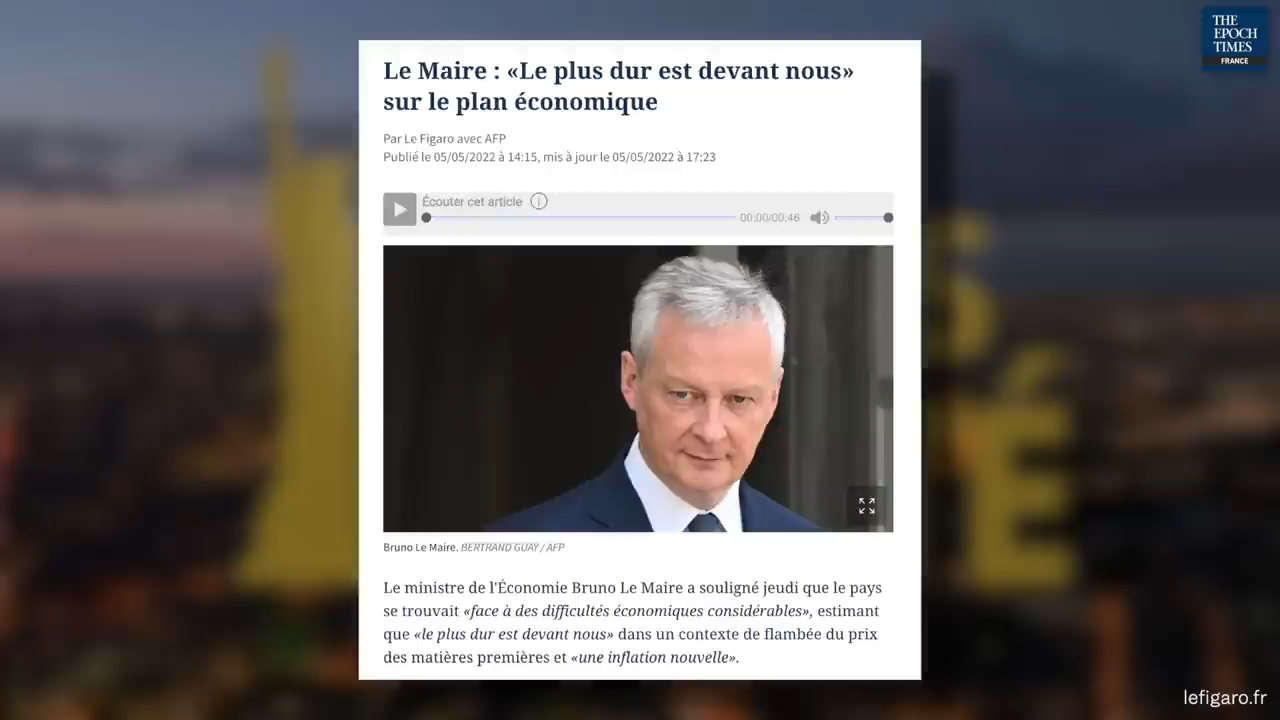 THE
EPOCH
TIMES
FRANCE
Le Maire : «Le plus dur est devant nous»
sur le plan économique
Par Le Figaro avec AFP
Publié le 05/05/2022 à 14:15, mis à jour le 05/05/2022 à 17:23
Écouter cet article
00:00/00:46
Bruno Le Maire. BERTRAND GUAY / AFP
Le ministre de l'Économie Bruno Le Maire a souligné jeudi que le pays
se trouvait «face à des difficultés économiques considérables», estimant
que «le plus dur est devant nous» dans un contexte de flambée du prix
des matières premières et «une inflation nouvelle».
lefigaro.fr